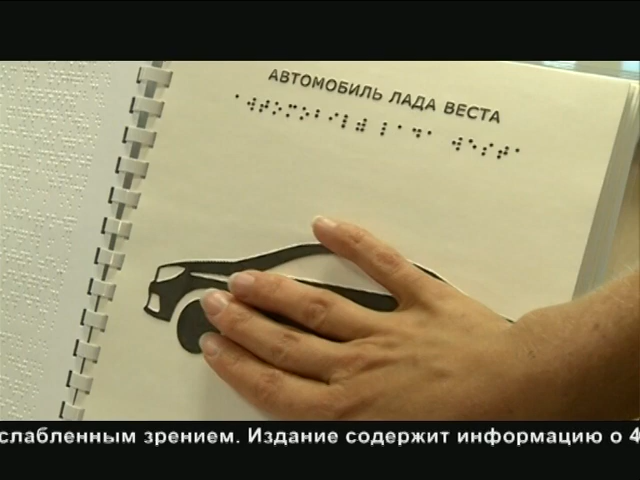 АВТОМОБИЛЬ ЛАДА ВЕСТА
⠁⠺⠞⠕⠍⠕⠃⠊⠇⠾ ⠇⠁⠙⠁ ⠺⠑⠎⠞⠁
слабленным зрением. Издание содержит информацию о 4